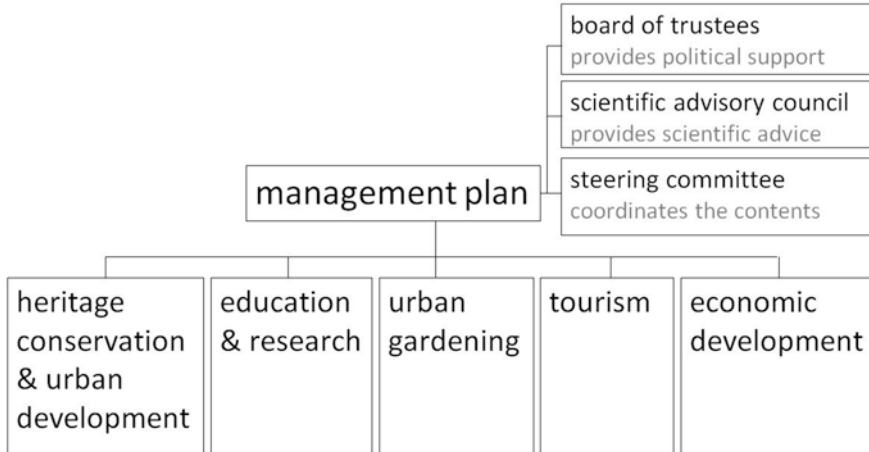 board of trustees
provides political support
scientific advisory council
provides scientific advice
steering committee
coordinates the contents
management plan
heritage
conservation
& urban
development
education
& research
urban
gardening
tourism
economic
development